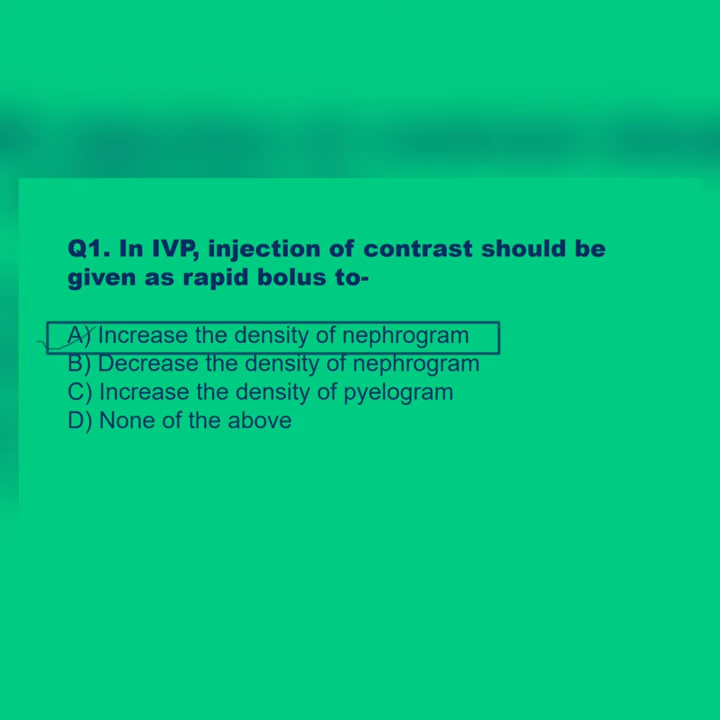 Q1. In IVP, injection of contrast should be
given as rapid bolus to-
A) Increase the density of nephrogram
B) Decrease the density of nephrogram
C) Increase the density of pyelogram
D) None of the above